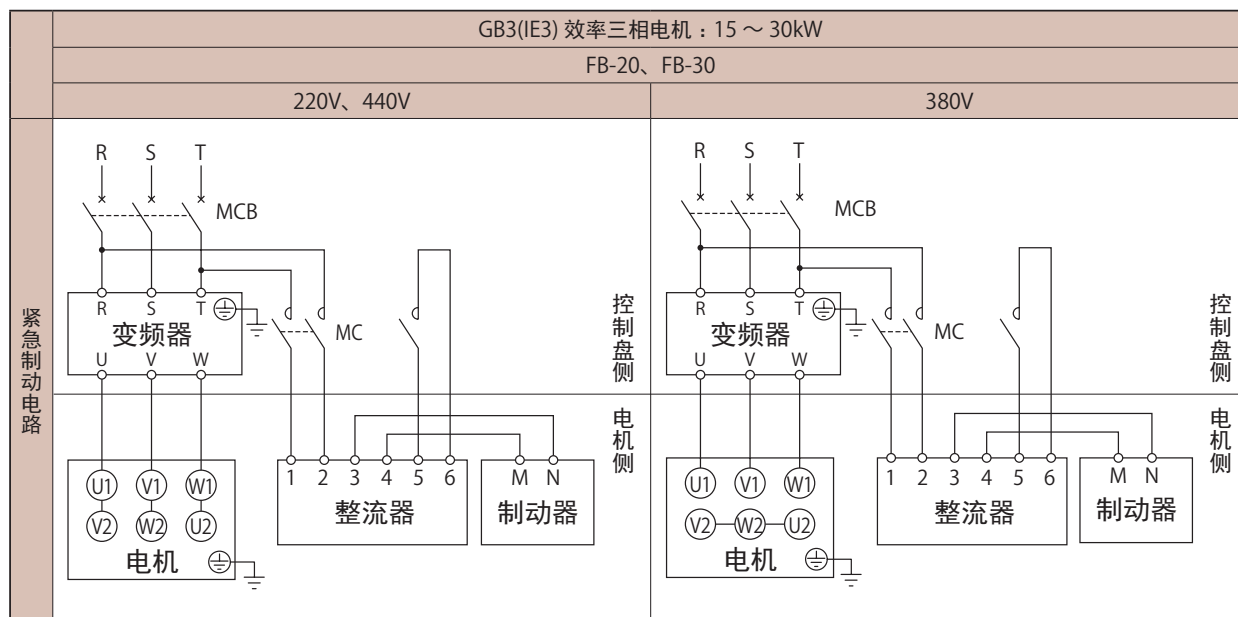 GB3(IE3) 效率三相电机：15 ～ 30kW
FB-20、FB-30
220V、440V
380V
紧急制动电路
R S T
MCB
R S T
变频器
U V W
MC
控制盘侧
电机侧
U1 V1 W1
V2 W2 U2
电机
1 2 3 4 5 6
整流器
M N
制动器
R S T
MCB
R S T
变频器
U V W
MC
控制盘侧
电机侧
U1 V1 W1
V2 W2 U2
电机
1 2 3 4 5 6
整流器
M N
制动器